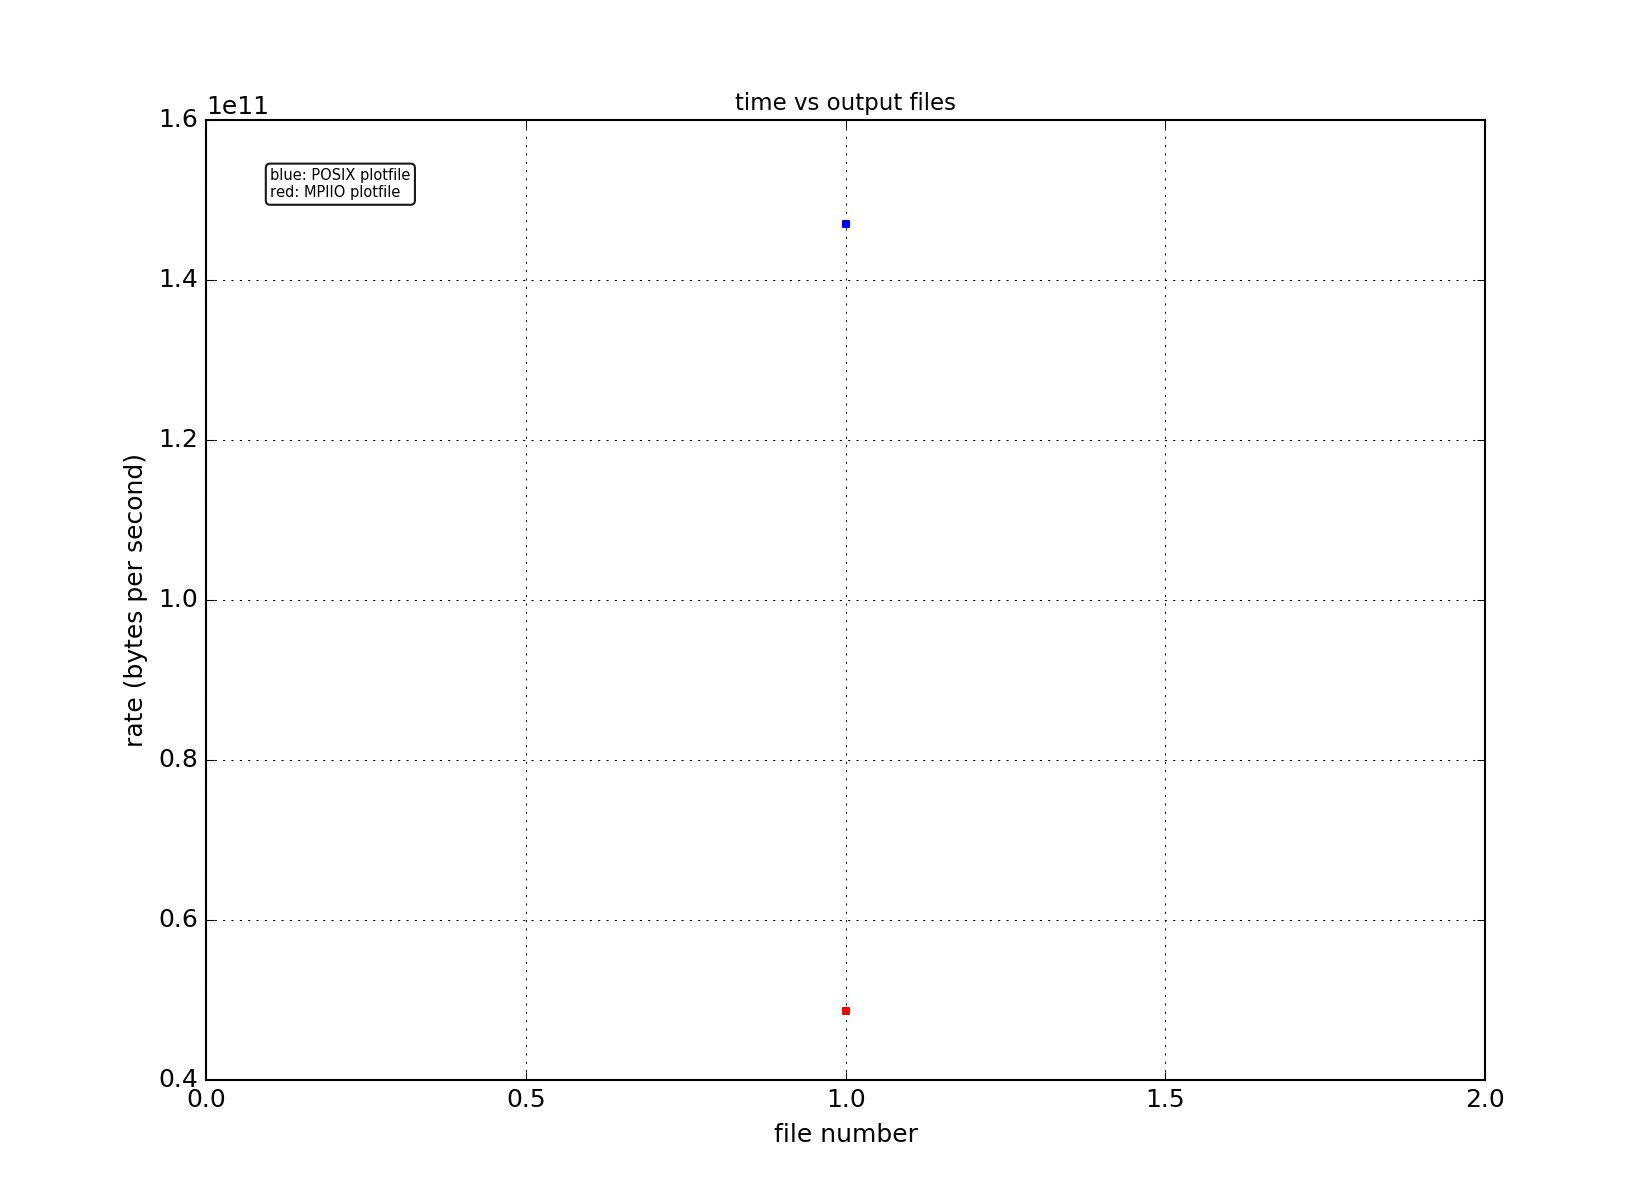 time vs output files
1e11
blue: POSIX plotfile
red: MPIIO plotfile
1.6
1.4
1.2
1.0
0.8
0.6
0.4
rate (bytes per second)
0.0 0.5 1.0 1.5 2.0
file number